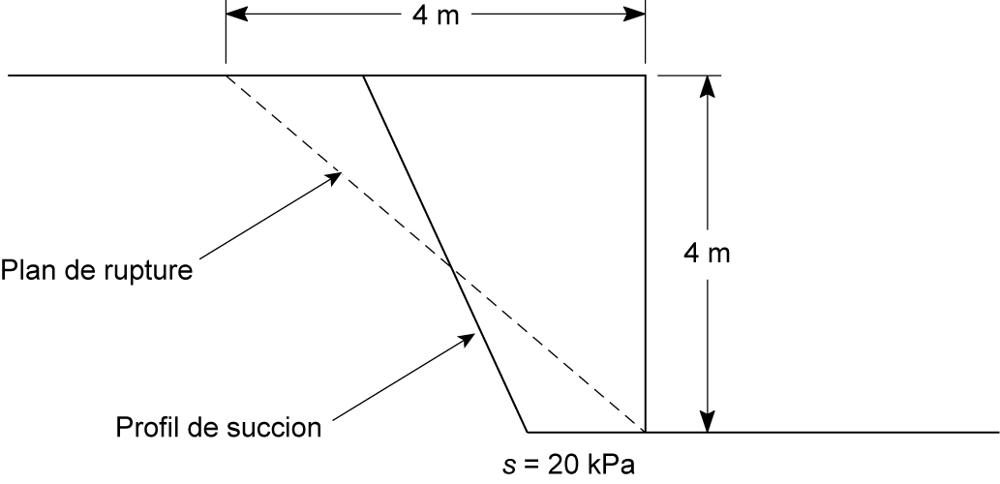 4 m
4 m
Plan de rupture
Profil de succion
s = 20 kPa